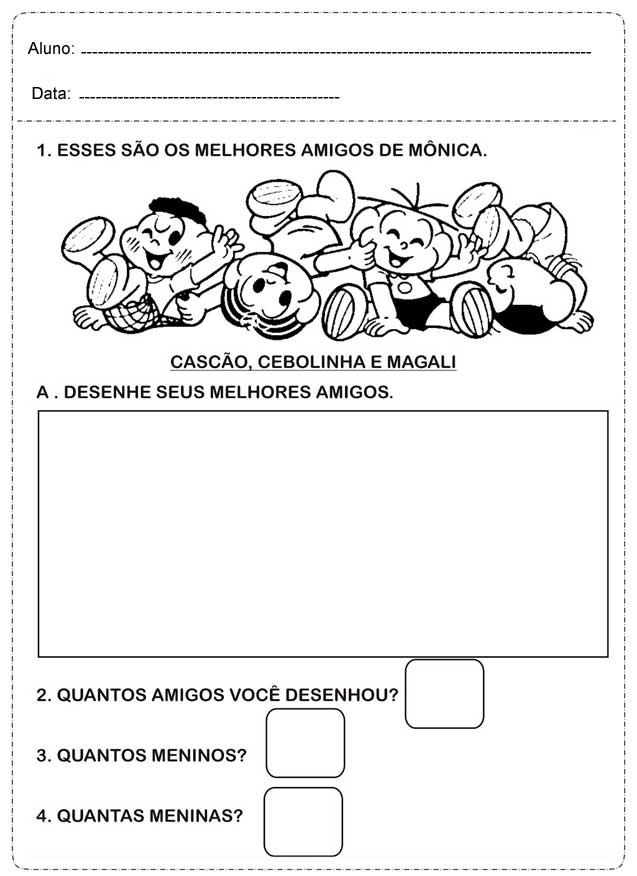 Aluno:
Data:
1. ESSES SÃO OS MELHORES AMIGOS DE MÔNICA.
CASCÃO, CEBOLINHA E MAGALI
A . DESENHE SEUS MELHORES AMIGOS.
2. QUANTOS AMIGOS VOCÊ DESENHOU?
3. QUANTOS MENINOS?
4. QUANTAS MENINAS?